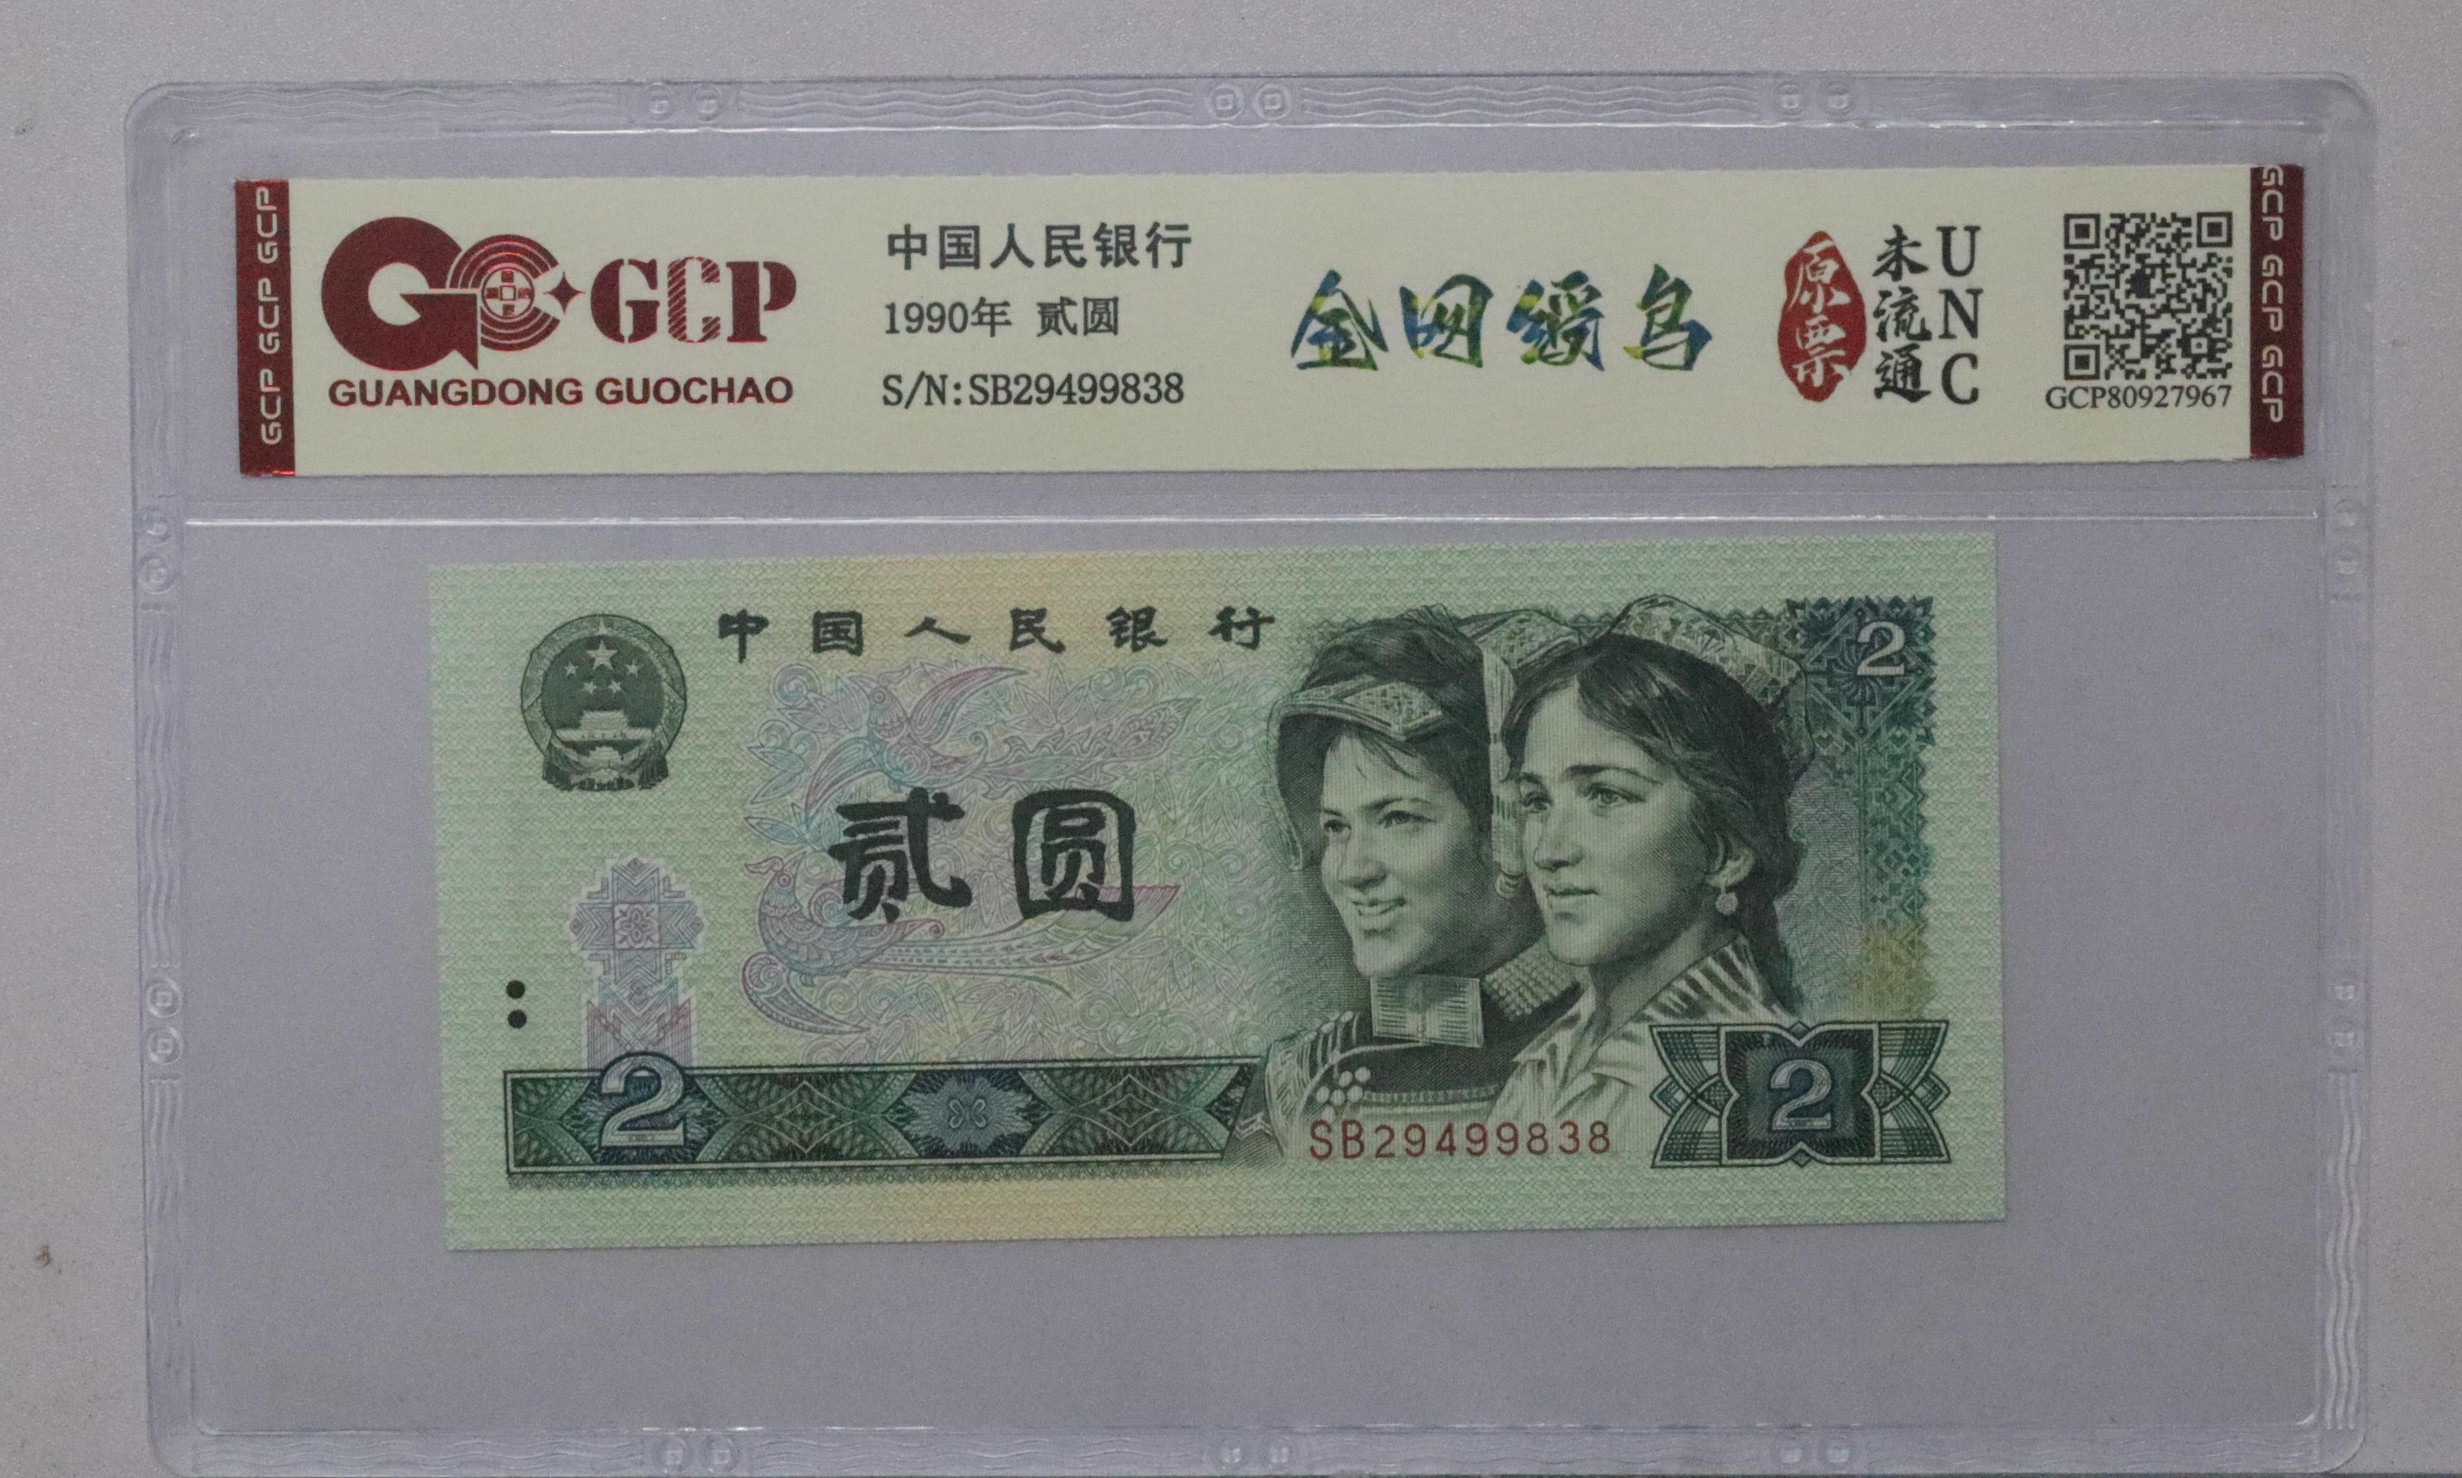 GCP GCP GCP
GCP
GUANGDONG GUOCHAO
中国人民银行
1990年 贰圆
S/N:SB29499838
金网绶鸟
原票
未流通
UNC
GCP80927967
GCP GCP GCP
中国人民银行
2
贰圆
2
SB29499838
2